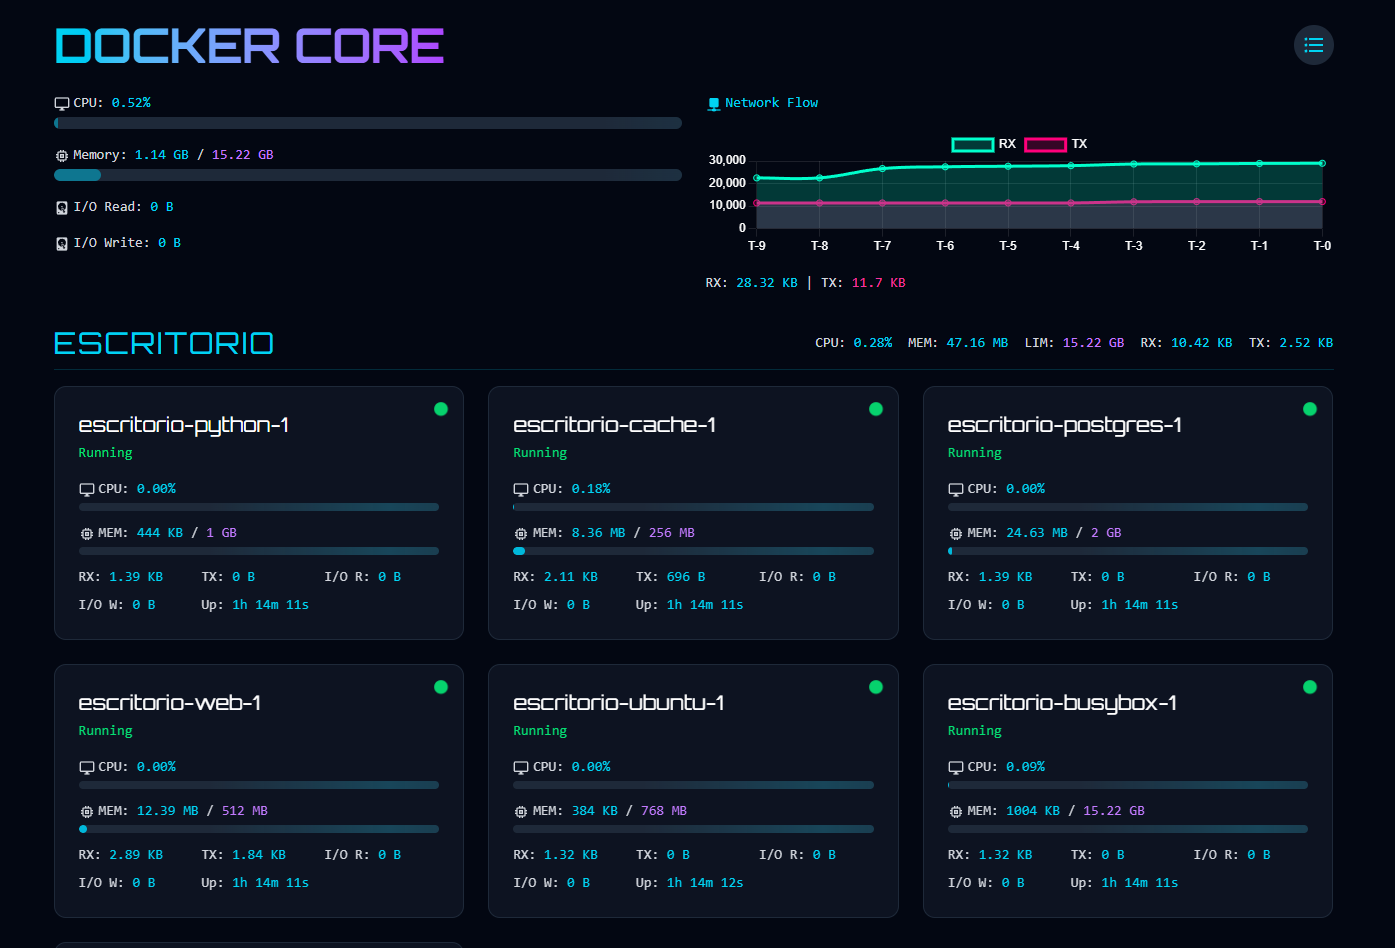 DOCKER CORE
CPU: 0.52%
Memory: 1.14 GB / 15.22 GB
I/O Read: 0 B
I/O Write: 0 B
Network Flow
RX TX
30,000
20,000
10,000
0
T-9 T-8 T-7 T-6 T-5 T-4 T-3 T-2 T-1 T-0
RX: 28.32 KB | TX: 11.7 KB
ESCRITORIO
CPU: 0.28% MEM: 47.16 MB LIM: 15.22 GB RX: 10.42 KB TX: 2.52 KB
escritorio-python-1
Running
CPU: 0.00%
MEM: 444 KB / 1 GB
RX: 1.39 KB TX: 0 B I/O R: 0 B
I/O W: 0 B Up: 1h 14m 11s
escritorio-cache-1
Running
CPU: 0.18%
MEM: 8.36 MB / 256 MB
RX: 2.11 KB TX: 696 B I/O R: 0 B
I/O W: 0 B Up: 1h 14m 11s
escritorio-postgres-1
Running
CPU: 0.00%
MEM: 24.63 MB / 2 GB
RX: 1.39 KB TX: 0 B I/O R: 0 B
I/O W: 0 B Up: 1h 14m 11s
escritorio-web-1
Running
CPU: 0.00%
MEM: 12.39 MB / 512 MB
RX: 2.89 KB TX: 1.84 KB I/O R: 0 B
I/O W: 0 B Up: 1h 14m 11s
escritorio-ubuntu-1
Running
CPU: 0.00%
MEM: 384 KB / 768 MB
RX: 1.32 KB TX: 0 B I/O R: 0 B
I/O W: 0 B Up: 1h 14m 12s
escritorio-busybox-1
Running
CPU: 0.09%
MEM: 1004 KB / 15.22 GB
RX: 1.32 KB TX: 0 B I/O R: 0 B
I/O W: 0 B Up: 1h 14m 11s